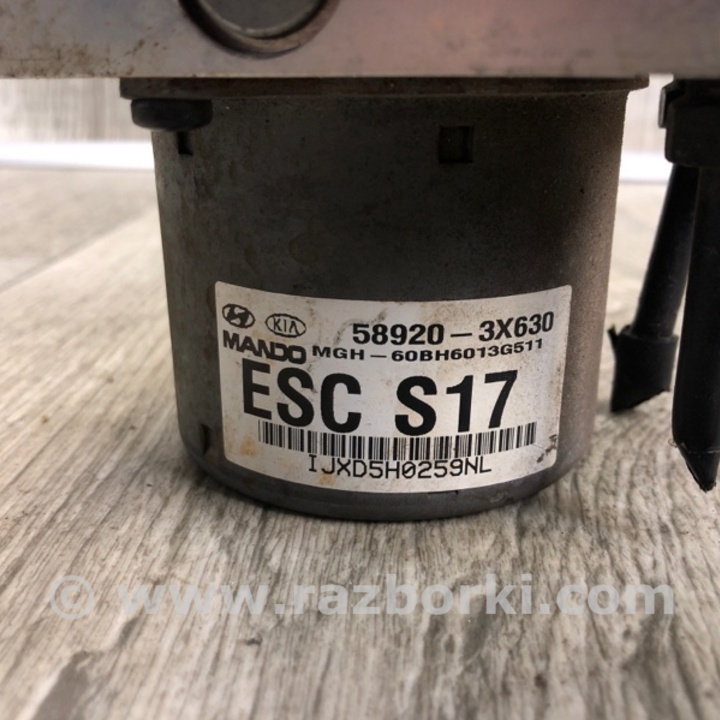 KIA 58920-3X630
MANDO MGH-60BH6013G511
ESC S17
IJXD5H0259NL
© www.razborki.com